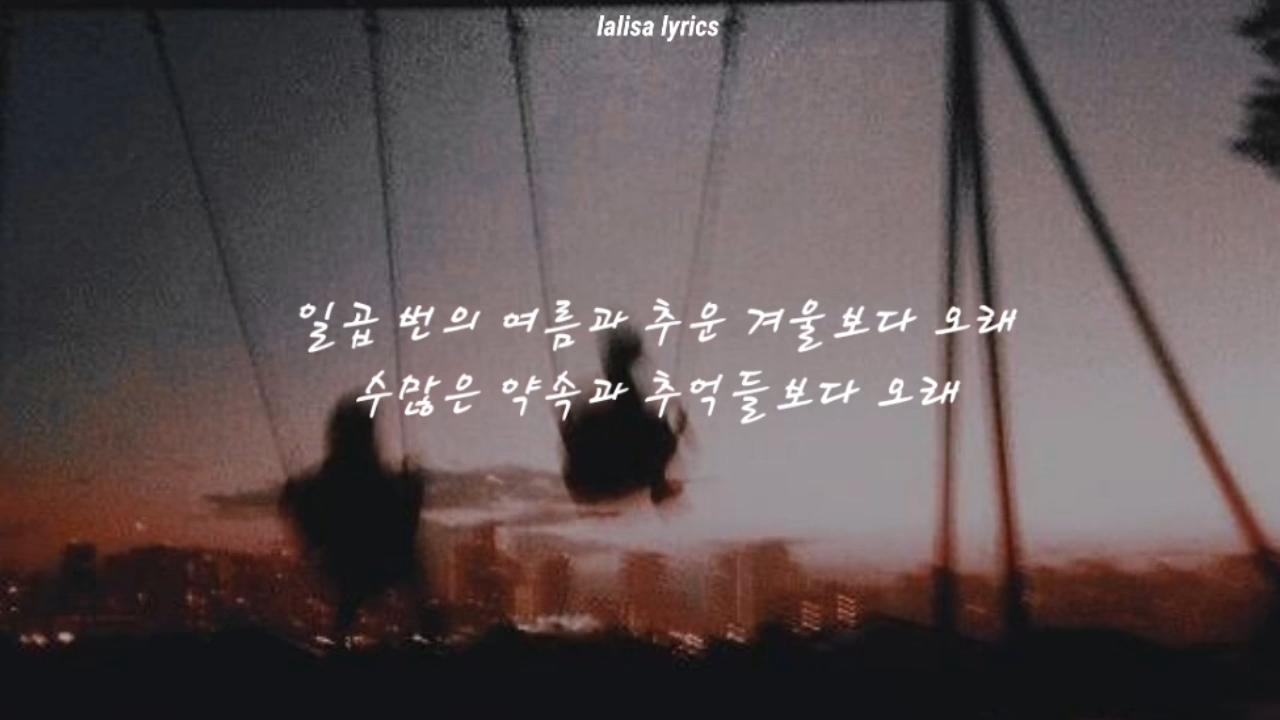 lalisa lyrics
일곱 번의 여름과 추운 겨울보다 오래
수많은 약속과 추억들보다 오래